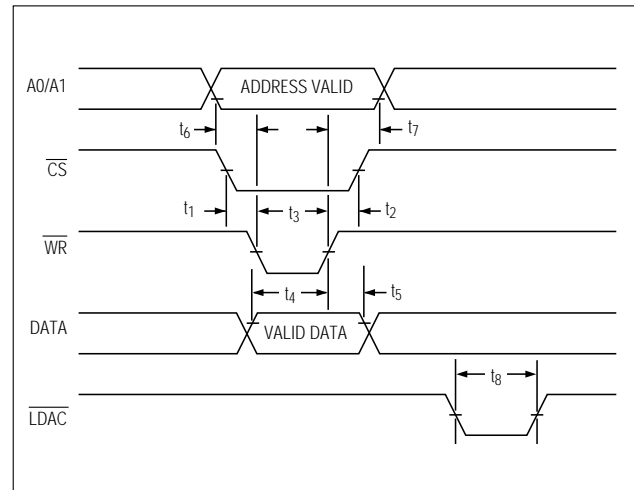 A0/A1
ADDRESS VALID
t6
t7
CS
t1
t3
t2
WR
t4
t5
DATA
VALID DATA
t8
LDAC